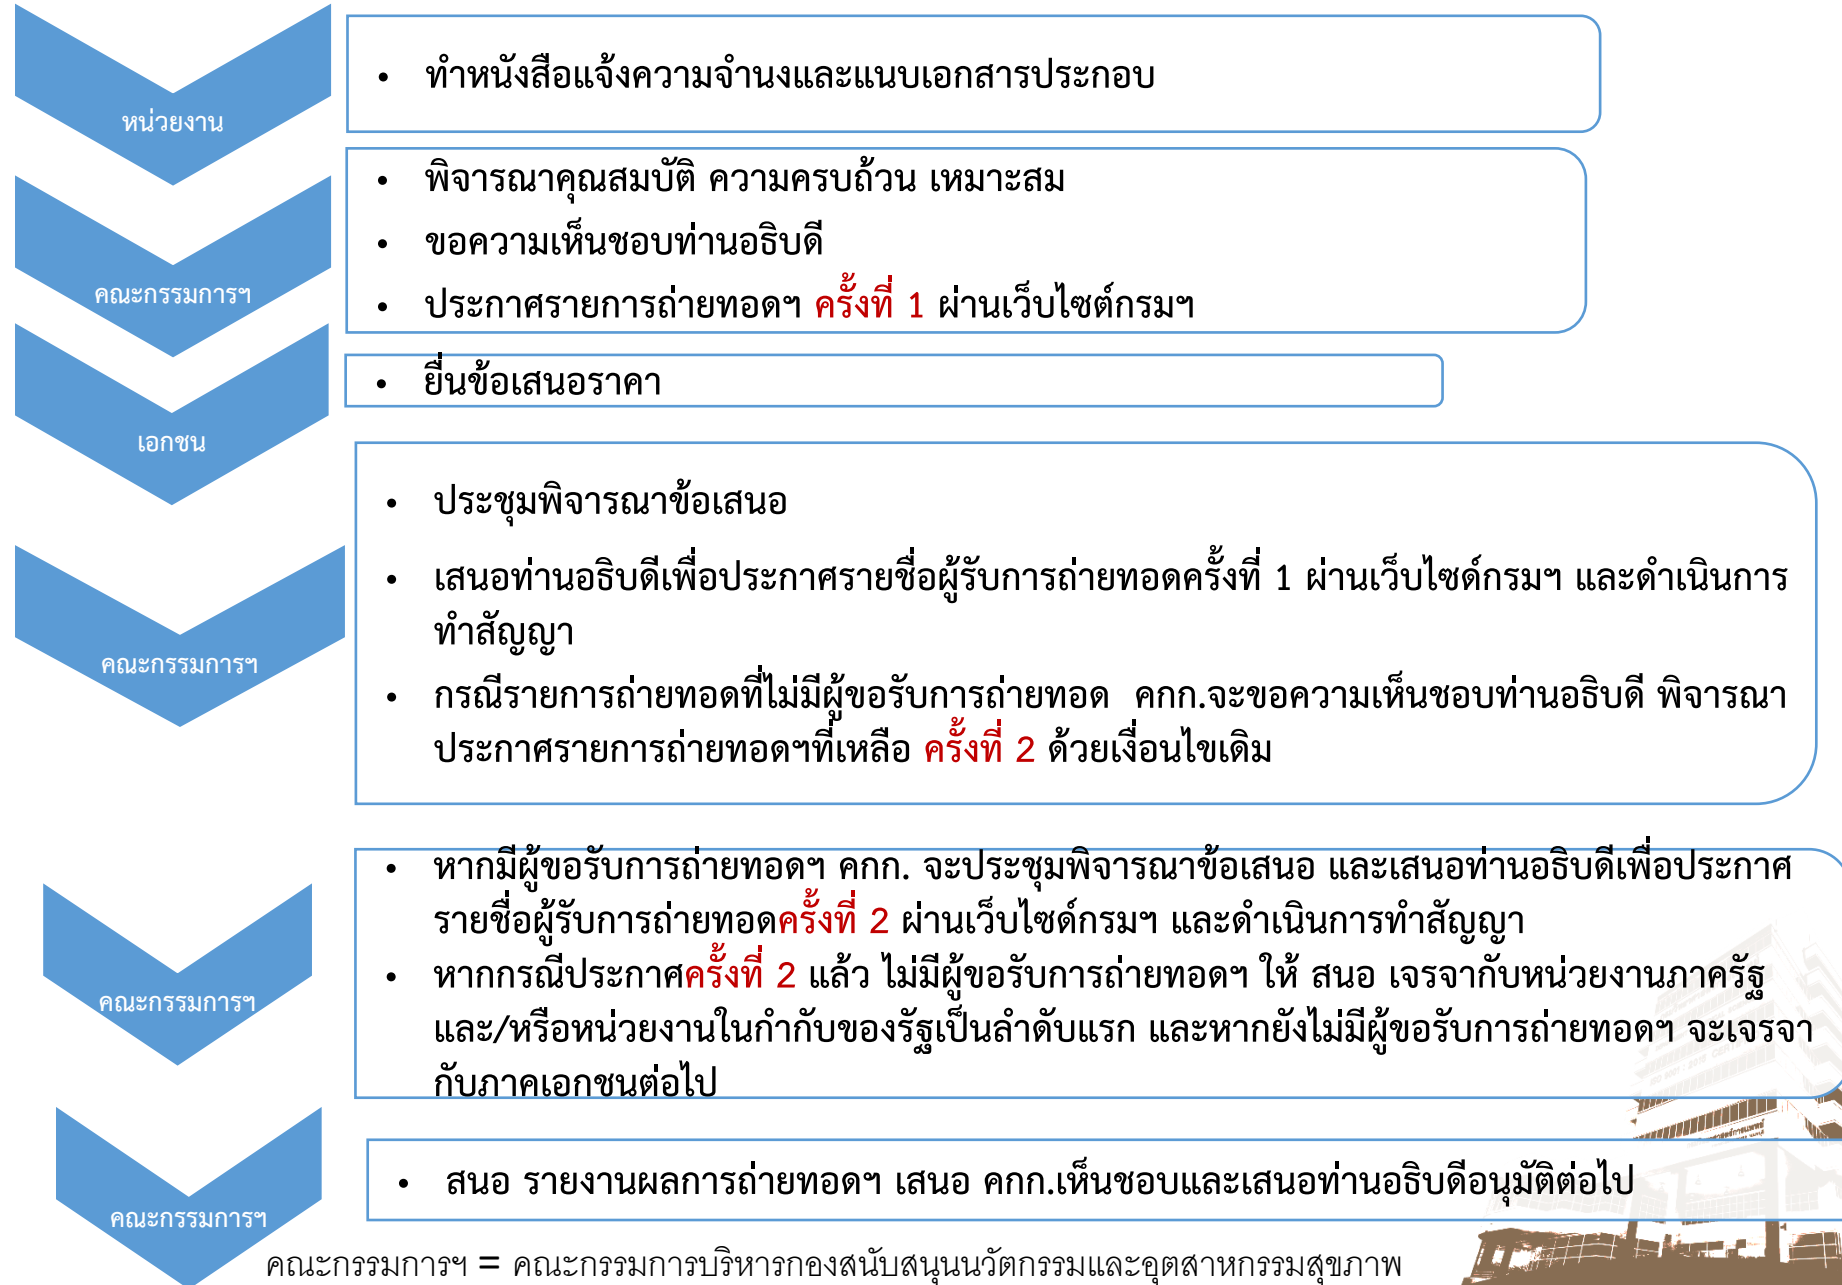 หน่วยงาน
• ทำหนังสือแจ้งความจำนงและแนบเอกสารประกอบ
คณะกรรมการฯ
• พิจารณาคุณสมบัติ ความครบถ้วน เหมาะสม
• ขอความเห็นชอบท่านอธิบดี
• ประกาศรายการถ่ายทอดฯ ครั้งที่ 1 ผ่านเว็บไซต์กรมฯ
เอกชน
• ยื่นข้อเสนอราคา
คณะกรรมการฯ
• ประชุมพิจารณาข้อเสนอ
• เสนอท่านอธิบดีเพื่อประกาศรายชื่อผู้รับการถ่ายทอดครั้งที่ 1 ผ่านเว็บไซด์กรมฯ และดำเนินการ
ทำสัญญา
• กรณีรายการถ่ายทอดที่ไม่มีผู้ขอรับการถ่ายทอด คกก.จะขอความเห็นชอบท่านอธิบดี พิจารณา
ประกาศรายการถ่ายทอดฯที่เหลือ ครั้งที่ 2 ด้วยเงื่อนไขเดิม
คณะกรรมการฯ
• หากมีผู้ขอรับการถ่ายทอดฯ คกก. จะประชุมพิจารณาข้อเสนอ และเสนอท่านอธิบดีเพื่อประกาศ
รายชื่อผู้รับการถ่ายทอดครั้งที่ 2 ผ่านเว็บไซด์กรมฯ และดำเนินการทำสัญญา
• หากกรณีประกาศครั้งที่ 2 แล้ว ไม่มีผู้ขอรับการถ่ายทอดฯ ให้ สนอ เจรจากับหน่วยงานภาครัฐ
และ/หรือหน่วยงานในกำกับของรัฐเป็นลำดับแรก และหากยังไม่มีผู้ขอรับการถ่ายทอดฯ จะเจรจา
กับภาคเอกชนต่อไป
คณะกรรมการฯ
• สนอ รายงานผลการถ่ายทอดฯ เสนอ คกก.เห็นชอบและเสนอท่านอธิบดีอนุมัติต่อไป
คณะกรรมการฯ = คณะกรรมการบริหารกองสนับสนุนนวัตกรรมและอุตสาหกรรมสุขภาพ